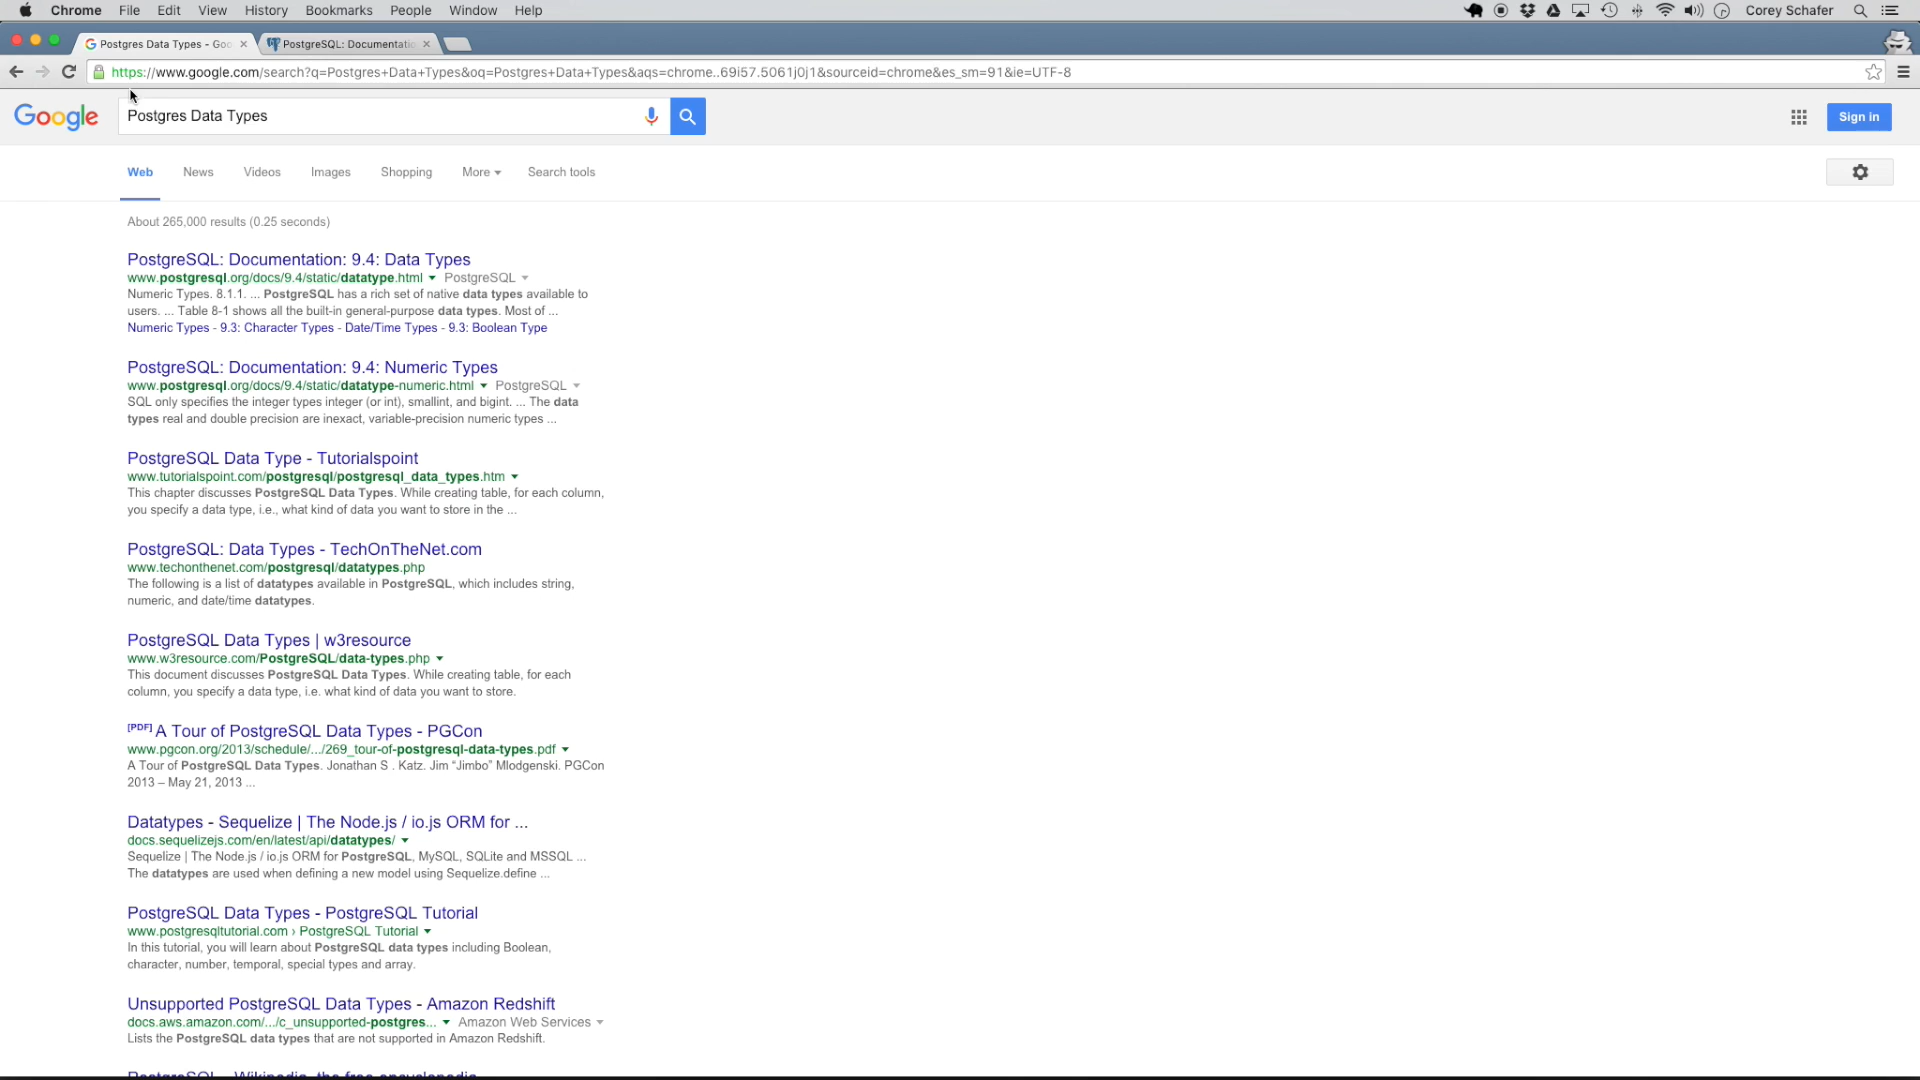 Chrome File Edit View History Bookmarks People Window Help Corey Schafer
Postgres Data Types - Goo PostgreSQL: Documentatio
https://www.google.com/search?q=Postgres+Data+Types&oq=Postgres+Data+Types&aqs=chrome..69i57.5061j0j1&sourceid=chrome&es_sm=91&ie=UTF-8
Google Postgres Data Types Sign in
Web News Videos Images Shopping More Search tools
About 265,000 results (0.25 seconds)
PostgreSQL: Documentation: 9.4: Data Types
www.postgresql.org/docs/9.4/static/datatype.html PostgreSQL
Numeric Types. 8.1.1. ... PostgreSQL has a rich set of native data types available to
users. ... Table 8-1 shows all the built-in general-purpose data types. Most of ...
Numeric Types - 9.3: Character Types - Date/Time Types - 9.3: Boolean Type
PostgreSQL: Documentation: 9.4: Numeric Types
www.postgresql.org/docs/9.4/static/datatype-numeric.html PostgreSQL
SQL only specifies the integer types integer (or int), smallint, and bigint. ... The data
types real and double precision are inexact, variable-precision numeric types ...
PostgreSQL Data Type - Tutorialspoint
www.tutorialspoint.com/postgresql/postgresql_data_types.htm
This chapter discusses PostgreSQL Data Types. While creating table, for each column,
you specify a data type, i.e., what kind of data you want to store in the ...
PostgreSQL: Data Types - TechOnTheNet.com
www.techonthenet.com/postgresql/datatypes.php
The following is a list of datatypes available in PostgreSQL, which includes string,
numeric, and date/time datatypes.
PostgreSQL Data Types | w3resource
www.w3resource.com/PostgreSQL/data-types.php
This document discusses PostgreSQL Data Types. While creating table, for each
column, you specify a data type, i.e. what kind of data you want to store.
[PDF] A Tour of PostgreSQL Data Types - PGCon
www.pgcon.org/2013/schedule/.../269_tour-of-postgresql-data-types.pdf
A Tour of PostgreSQL Data Types. Jonathan S . Katz. Jim “Jimbo” Mlodgenski. PGCon
2013 – May 21, 2013 ...
Datatypes - Sequelize | The Node.js / io.js ORM for ...
docs.sequelizejs.com/en/latest/api/datatypes/
Sequelize | The Node.js / io.js ORM for PostgreSQL, MySQL, SQLite and MSSQL ...
The datatypes are used when defining a new model using Sequelize.define ...
PostgreSQL Data Types - PostgreSQL Tutorial
www.postgresqltutorial.com › PostgreSQL Tutorial
In this tutorial, you will learn about PostgreSQL data types including Boolean,
character, number, temporal, special types and array.
Unsupported PostgreSQL Data Types - Amazon Redshift
docs.aws.amazon.com/.../c_unsupported-postgres... Amazon Web Services
Lists the PostgreSQL data types that are not supported in Amazon Redshift.
PostgreSQL - Wikipedia, the free encyclopedia